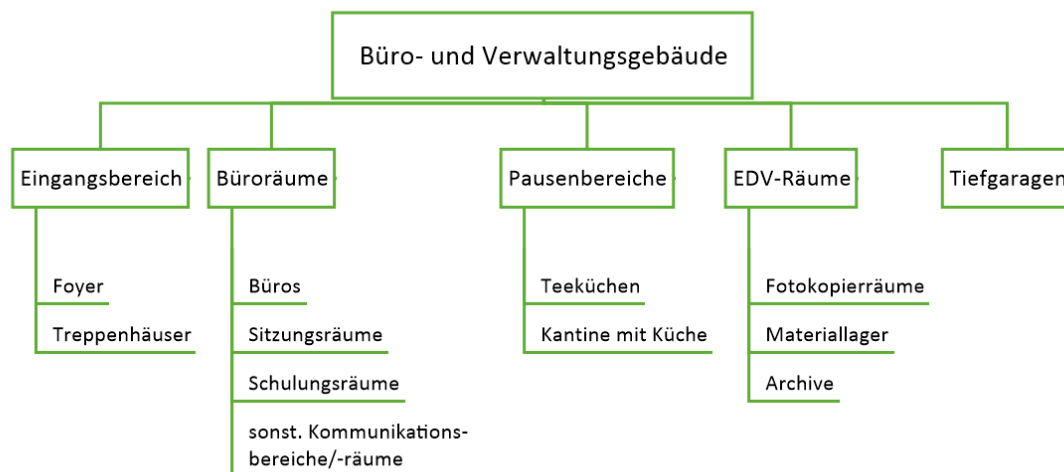 Büro- und Verwaltungsgebäude
Eingangsbereich
Büroräume
Pausenbereiche
EDV-Räume
Tiefgaragen
Foyer
Büros
Teeküchen
Fotokopierräume
Treppenhäuser
Sitzungsräume
Kantine mit Küche
Materiallager
Schulungsräume
Archive
sonst. Kommunikations-
bereiche/-räume